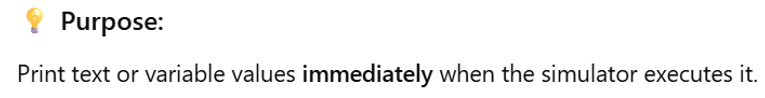 Purpose:
Print text or variable values immediately when the simulator executes it.